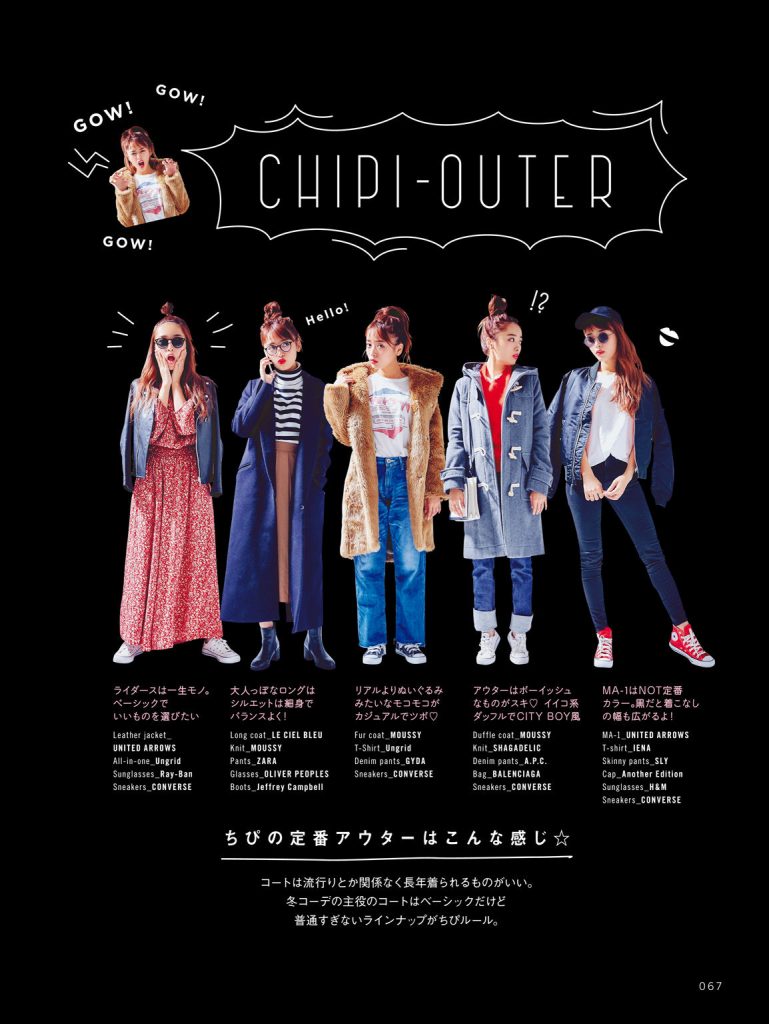 GOW!
GOW!
GOW!
CHIPI-OUTER
Hello!
!?
ライダースは一生モノ。
ベーシックで
いいものを選びたい
Leather jacket_
UNITED ARROWS
All-in-one_Ungrid
Sunglasses_Ray-Ban
Sneakers_CONVERSE
大人っぽなロングは
シルエットは細身で
バランスよく!
Long coat_LE CIEL BLEU
Knit_MOUSSY
Pants_ZARA
Glasses_OLIVER PEOPLES
Boots_Jeffrey Campbell
リアルよりぬいぐるみ
みたいなモコモコが
カジュアルでツボ♡
Fur coat_MOUSSY
T-Shirt_Ungrid
Denim pants_GYDA
Sneakers_CONVERSE
アウターはボーイッシュ
なものがスキ♡ イイコ系
ダッフルでCITY BOY風
Duffle coat_MOUSSY
Knit_SHAGADELIC
Denim pants_A.P.C.
Bag_BALENCIAGA
Sneakers_CONVERSE
MA-1はNOT定番
カラー。黒だと着こなし
の幅も広がるよ!
MA-1_UNITED ARROWS
T-shirt_IENA
Skinny pants_SLY
Cap_Another Edition
Sunglasses_H&M
Sneakers_CONVERSE
ちぴの定番アウターはこんな感じ☆
コートは流行りとか関係なく長年着られるものがいい。
冬コーデの主役のコートはベーシックだけど
普通すぎないラインナップがちぴルール。
067